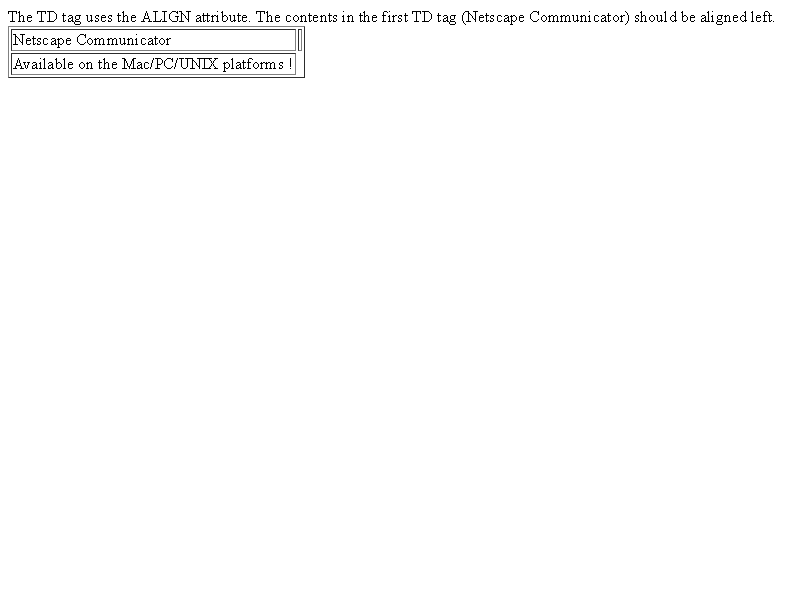 The TD tag uses the ALIGN attribute. The contents in the first TD tag (Netscape Communicator) should be aligned left.
Netscape Communicator
Available on the Mac/PC/UNIX platforms !